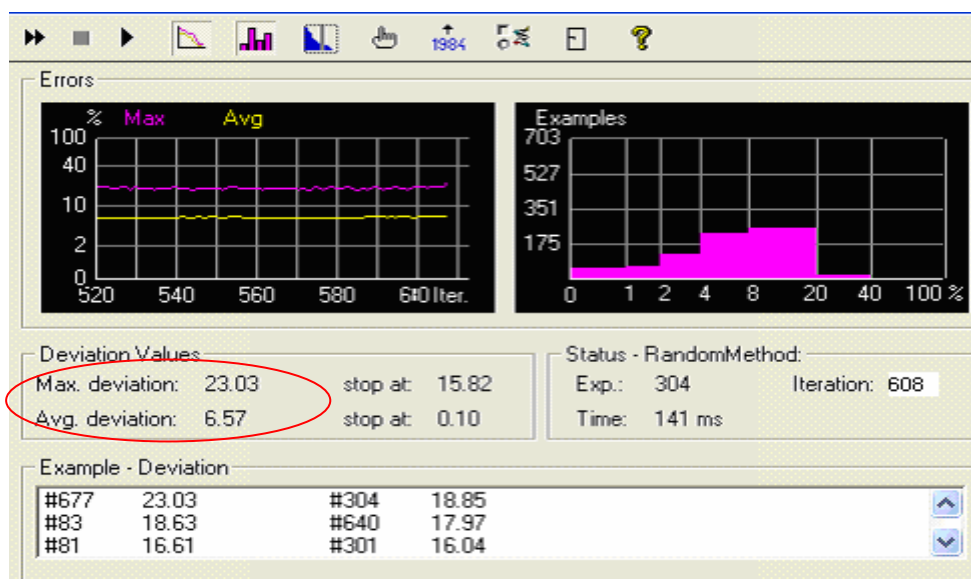 1984
Errors
% Max Avg
100
40
10
2
0
520 540 560 580 Iter.
Examples
703
527
351
175
0 1 2 4 8 20 40 100 %
Deviation Values
Max. deviation: 23.03 stop at: 15.82
Avg. deviation: 6.57 stop at: 0.10
Status - RandomMethod:
Exp.: 304 Iteration: 608
Time: 141 ms
Example - Deviation
#677 23.03 #304 18.85
#83 18.63 #640 17.97
#81 16.61 #301 16.04